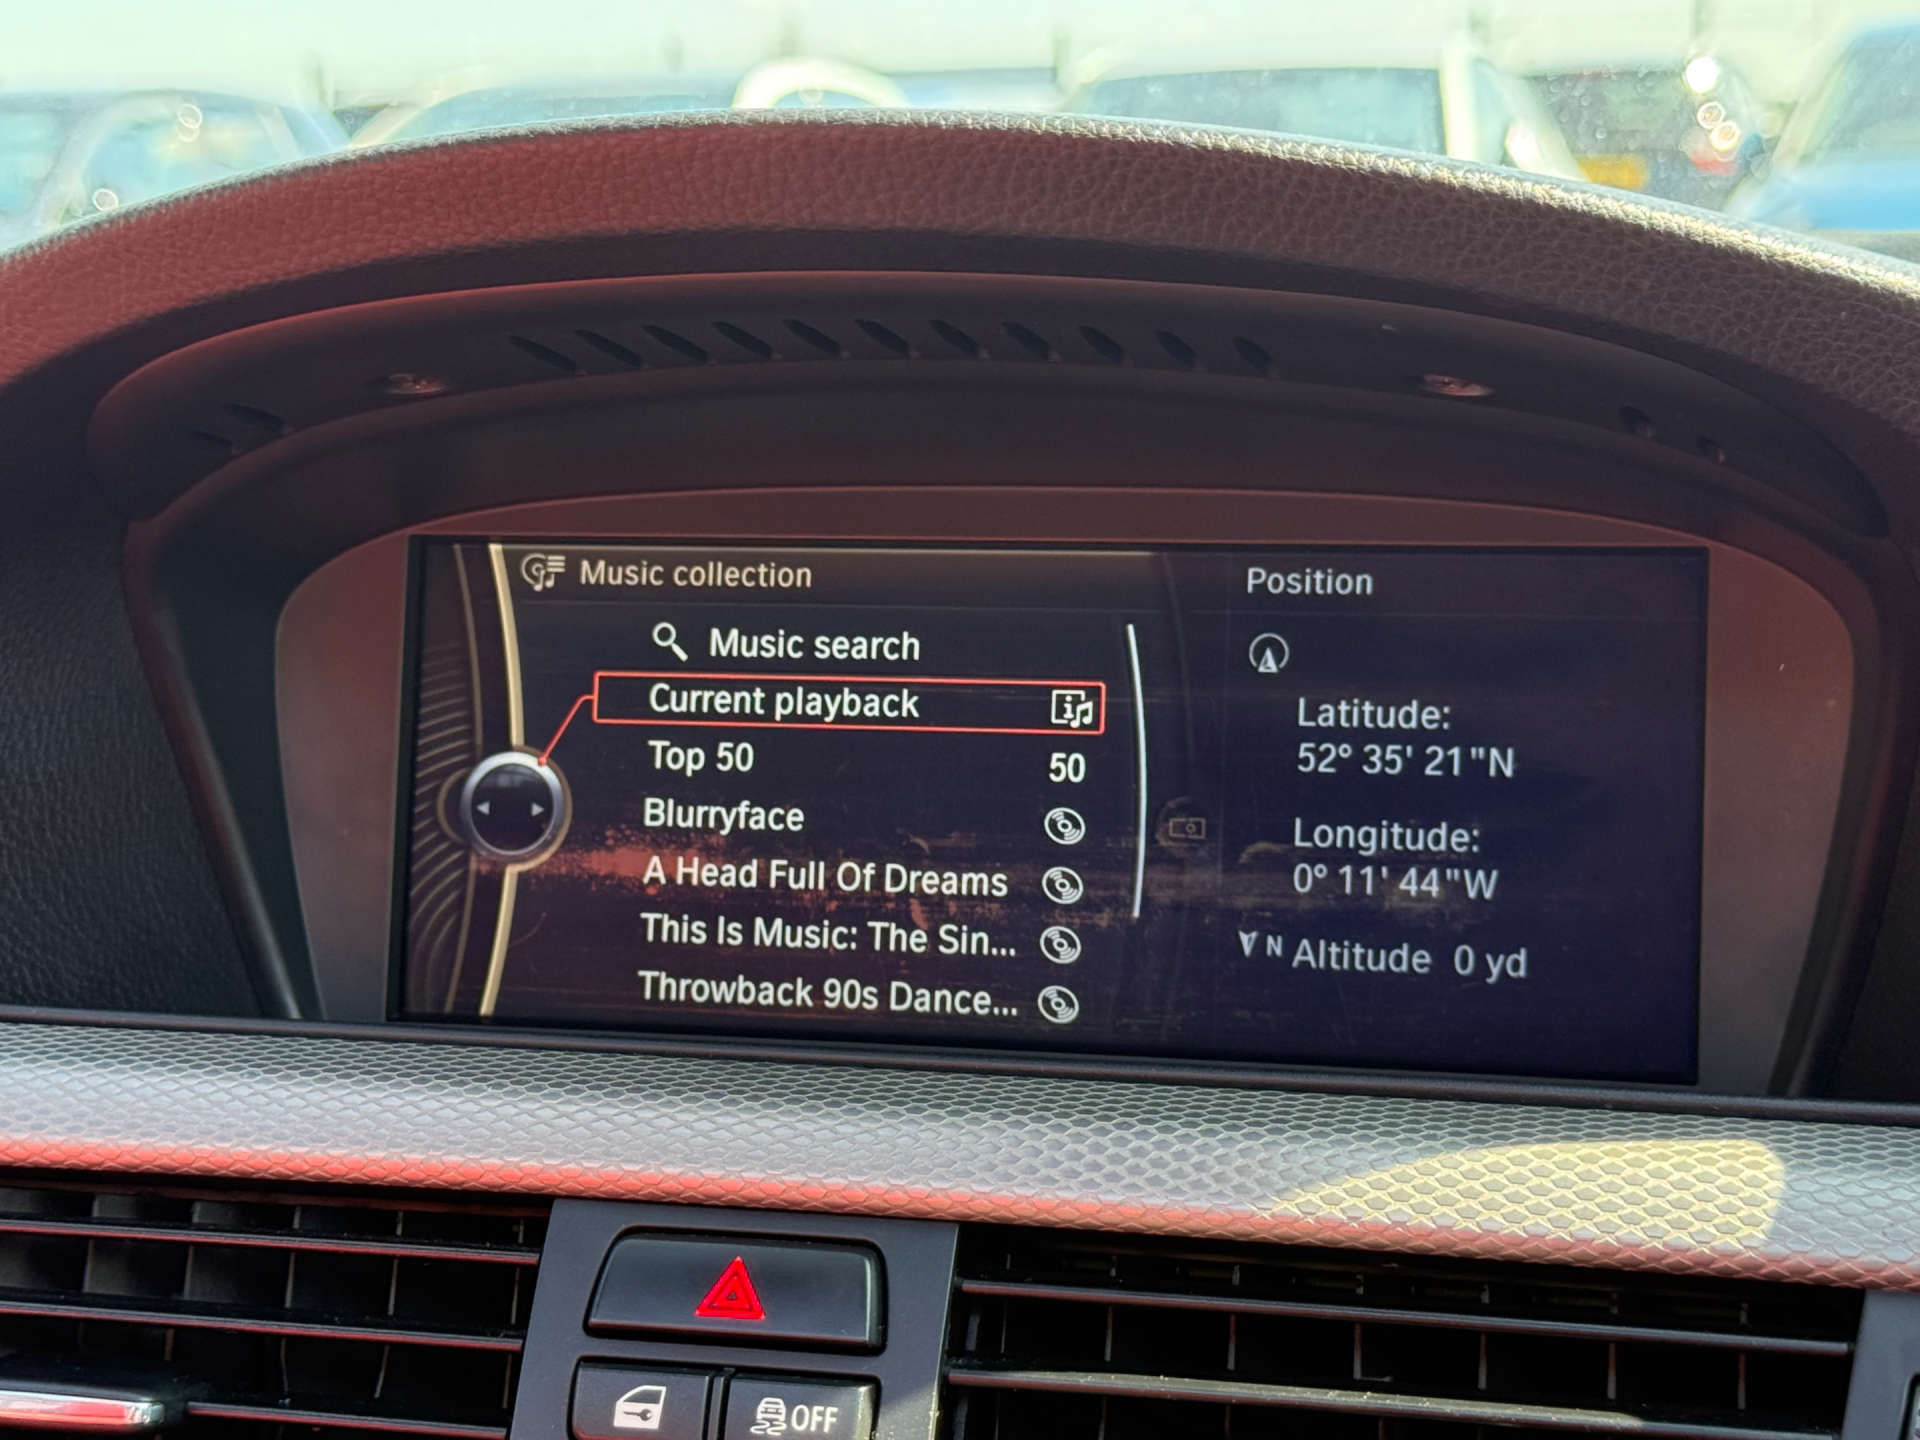 Music collection
Music search
Current playback
Top 50 50
Blurryface
A Head Full Of Dreams
This Is Music: The Sin...
Throwback 90s Dance...
Position
Latitude:
52° 35' 21"N
Longitude:
0° 11' 44"W
N Altitude 0 yd
OFF